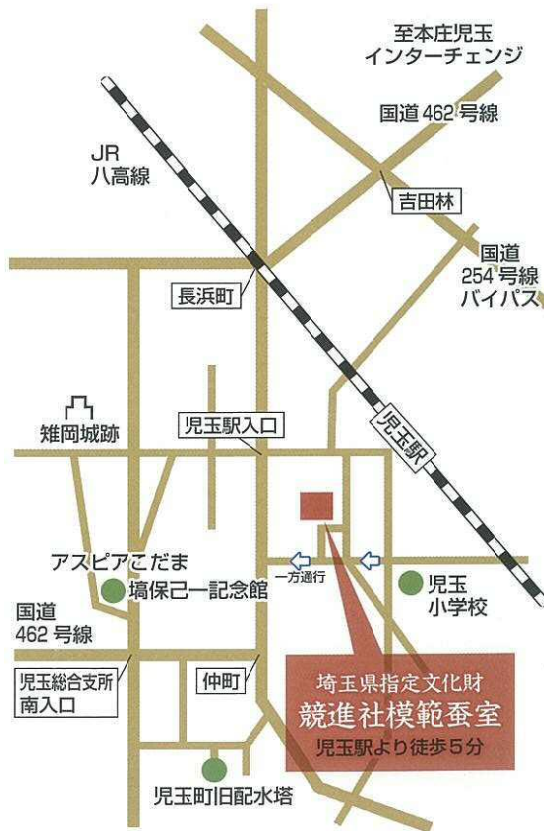 至本庄児玉
インターチェンジ
国道 462 号線
JR
八高線
吉田林
国道
254 号線
バイパス
長浜町
雉岡城跡
児玉駅入口
児玉駅
アスピアこだま
塙保己一記念館
一方通行
児玉
小学校
国道
462 号線
児玉総合支所
南入口
仲町
埼玉県指定文化財
競進社模範蚕室
児玉駅より徒歩5分
児玉町旧配水塔